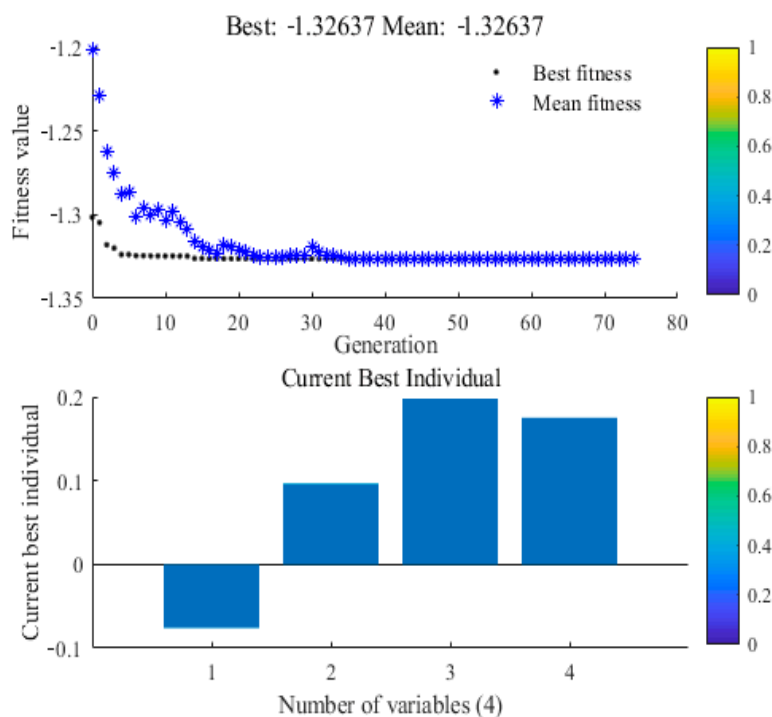 Best: -1.32637 Mean: -1.32637
-1.2
-1.25
-1.3
-1.35
Fitness value
Best fitness
Mean fitness
0 10 20 30 40 50 60 70 80
Generation
1
0.8
0.6
0.4
0.2
0
Current Best Individual
0.2
0.1
0
-0.1
Current best individual
1 2 3 4
Number of variables (4)
1
0.8
0.6
0.4
0.2
0